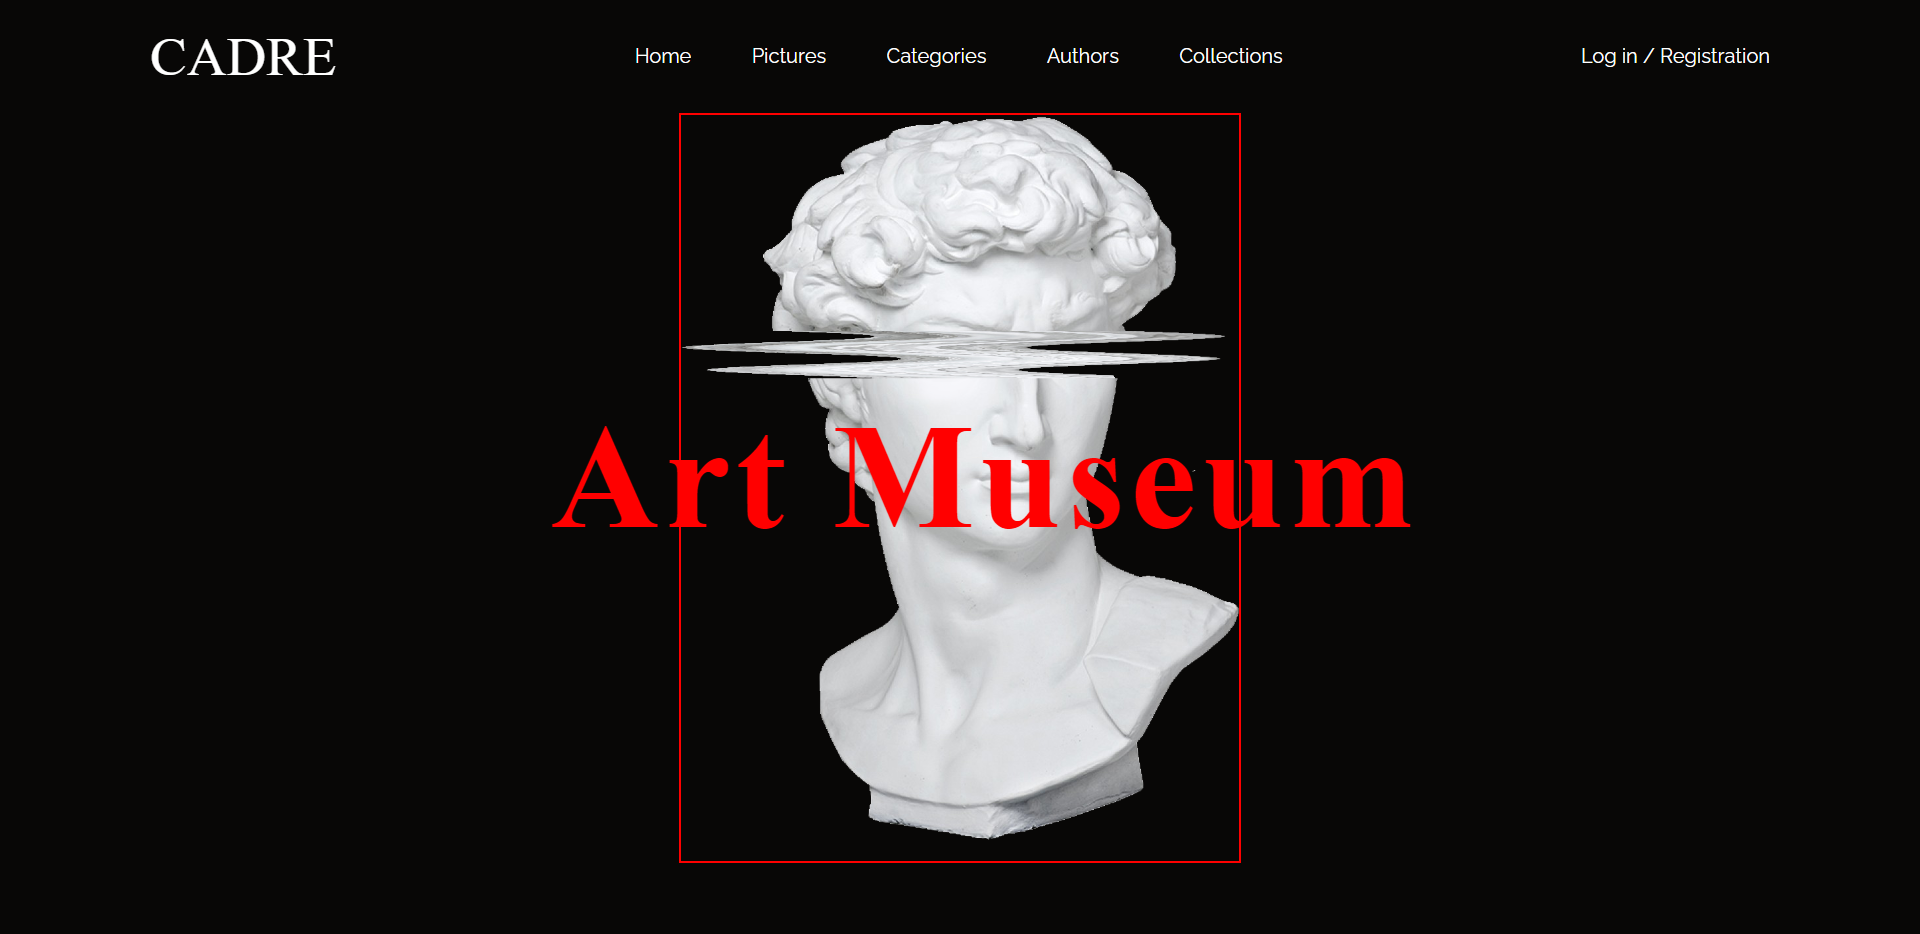 CADRE
Home Pictures Categories Authors Collections
Log in / Registration
Art Museum